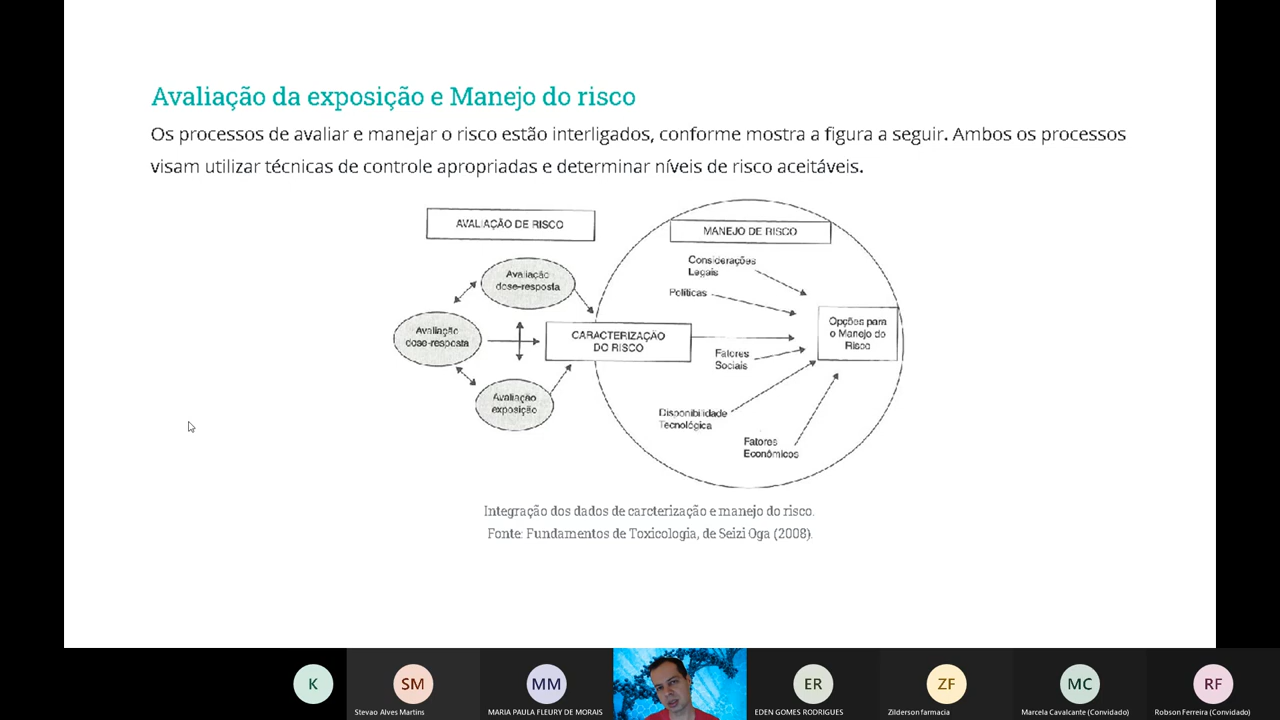 Avaliação da exposição e Manejo do risco
Os processos de avaliar e manejar o risco estão interligados, conforme mostra a figura a seguir. Ambos os processos
visam utilizar técnicas de controle apropriadas e determinar níveis de risco aceitáveis.
AVALIAÇÃO DE RISCO
MANEJO DE RISCO
Avaliação
dose-resposta
Avaliação
dose-resposta
Avaliação
exposição
CARACTERIZAÇÃO
DO RISCO
Considerações
Legais
Políticas
Fatores
Sociais
Disponibilidade
Tecnológica
Fatores
Econômicos
Opções para
o Manejo do
Risco
Integração dos dados de carcterização e manejo do risco.
Fonte: Fundamentos de Toxicologia, de Seizi Oga (2008).
K
SM
Stevao Alves Martins
MM
MARIA PAULA FLEURY DE MORAIS
ER
EDEN GOMES RODRIGUES
ZF
Zilderson farmacia
MC
Marcela Cavalcante (Convidado)
RF
Robson Ferreira (Convidado)